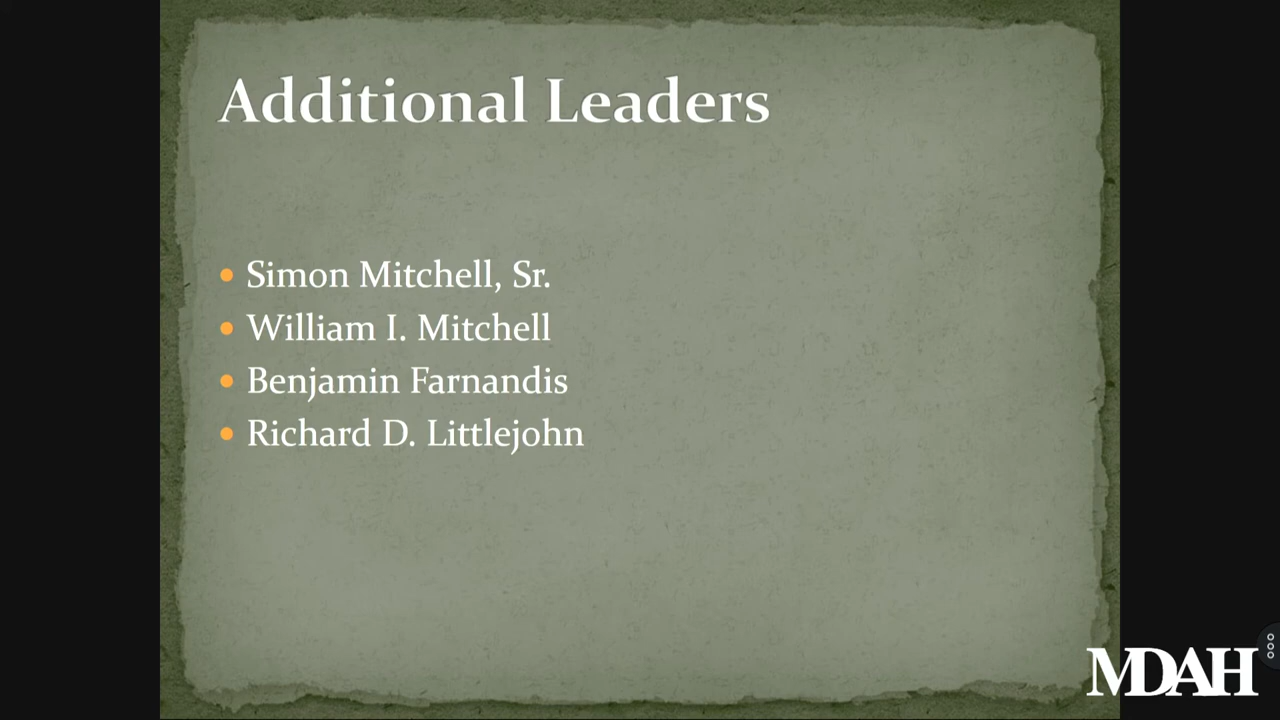 Additional Leaders
• Simon Mitchell, Sr.
• William I. Mitchell
• Benjamin Farnandis
• Richard D. Littlejohn
MDAH